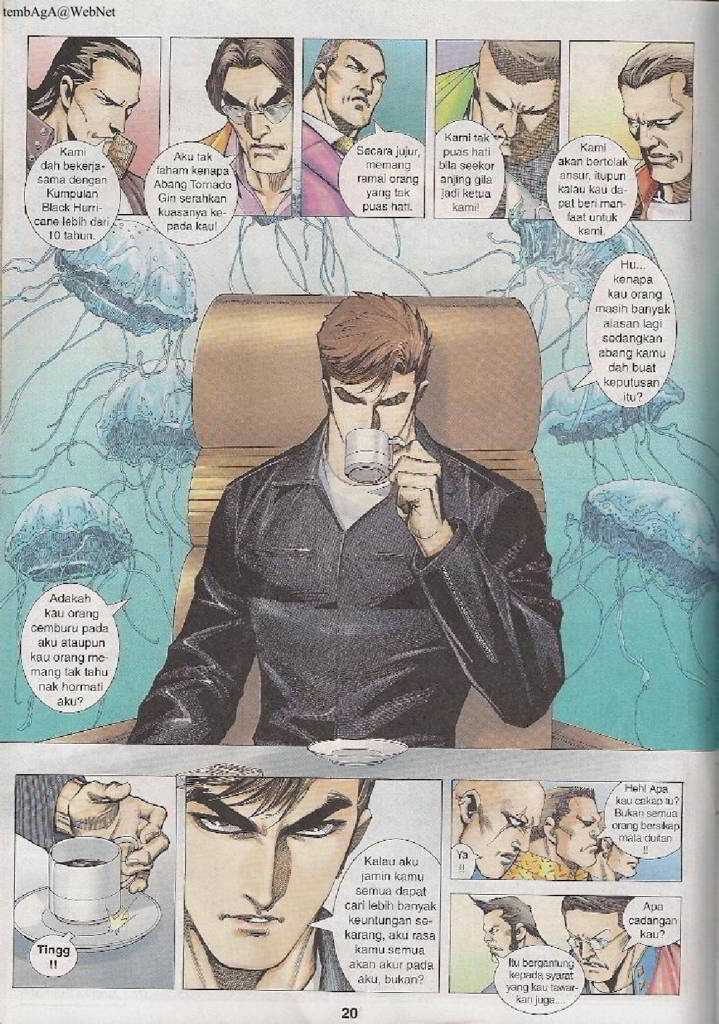 tembAgA@WebNet
Kami
dah bekerja-
sama dengan
Kumpulan
Black Hurri-
cane lebih dari
10 tahun.
Aku tak
faham kenapa
Abang Tornado
Gin serahkan
kuasanya ke-
pada kau!
Secara jujur,
memang
ramai orang
yang tak
puas hati.
Kami tak
puas hati
bila seekor
anjing gila
jadi ketua
kami!
Kami
akan bertolak
ansur, itupun
kalau kau da-
pat beri man-
faat untuk
kami.
Hu...
kenapa
kau orang
masih banyak
alasan lagi
sedangkan
abang kamu
dah buat
keputusan
itu?
Adakah
kau orang
cemburu pada
aku ataupun
kau orang me-
mang tak tahu
nak hormati
aku?
Tingg
!!
Kalau aku
jamin kamu
semua dapat
cari lebih banyak
keuntungan se-
karang, aku rasa
kamu semua
akan akur pada
aku, bukan?
Heh! Apa
kau cakap tu?
Bukan semua
orang bersikap
mata duitan
!!
Ya
!!
Apa
cadangan
kau?
Itu bergantung
kepada syarat
yang kau tawar-
kan juga....
20